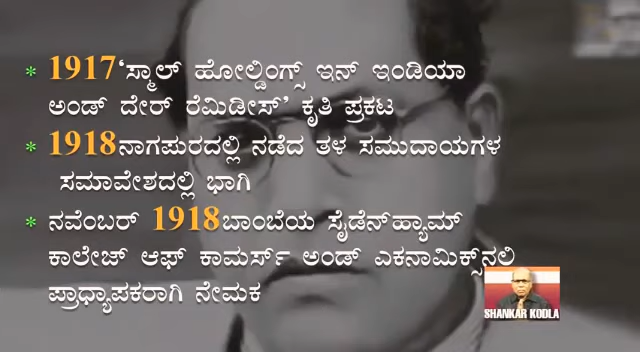 * 1917‘ಸ್ಮಾಲ್ ಹೋಲ್ಡಿಂಗ್ಸ್ ಇನ್ ಇಂಡಿಯಾ
ಅಂಡ್ ದೇರ್ ರೆಮಿಡೀಸ್’ ಕೃತಿ ಪ್ರಕಟ
* 1918ನಾಗಪುರದಲ್ಲಿ ನಡೆದ ತಳ ಸಮುದಾಯಗಳ
ಸಮಾವೇಶದಲ್ಲಿ ಭಾಗಿ
* ನವೆಂಬರ್ 1918ಬಾಂಬೆಯ ಸೈಡೆನ್‌ಹ್ಯಾಮ್
ಕಾಲೇಜ್ ಆಫ್ ಕಾಮರ್ಸ್ ಅಂಡ್ ಎಕನಾಮಿಕ್ಸ್‌ನಲಿ
ಪ್ರಾಧ್ಯಾಪಕರಾಗಿ ನೇಮಕ
SHANKAR KODLA